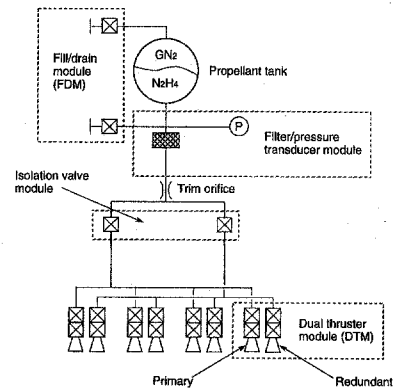 Fill/drain
module
(FDM)
GN2
N2H4
Propellant tank
P
Filter/pressure
transducer module
Isolation valve
module
Trim orifice
Dual thruster
module (DTM)
Primary
Redundant